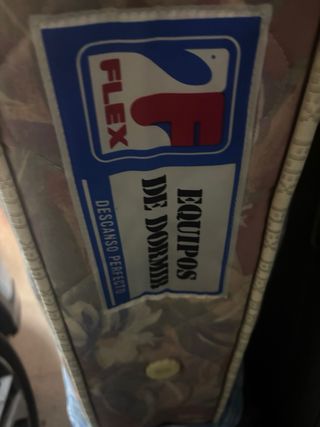 FLEX
EQUIPOS
DE DORMIR
DESCANSO PERFECTO